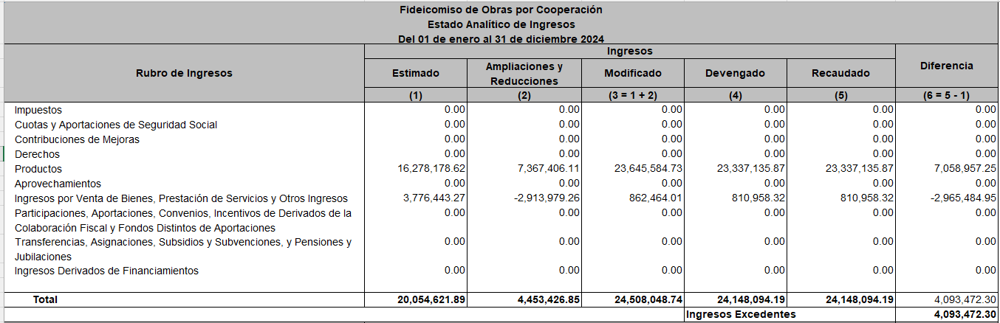 Fideicomiso de Obras por Cooperación
Estado Analítico de Ingresos
Del 01 de enero al 31 de diciembre 2024
Rubro de Ingresos
Ingresos
Diferencia
Estimado
Ampliaciones y
Reducciones
Modificado
Devengado
Recaudado
(1) (2) (3 = 1 + 2) (4) (5) (6 = 5 - 1)
Impuestos 0.00 0.00 0.00 0.00 0.00 0.00
Cuotas y Aportaciones de Seguridad Social 0.00 0.00 0.00 0.00 0.00 0.00
Contribuciones de Mejoras 0.00 0.00 0.00 0.00 0.00 0.00
Derechos 0.00 0.00 0.00 0.00 0.00 0.00
Productos 16,278,178.62 7,367,406.11 23,645,584.73 23,337,135.87 23,337,135.87 7,058,957.25
Aprovechamientos 0.00 0.00 0.00 0.00 0.00 0.00
Ingresos por Venta de Bienes, Prestación de Servicios y Otros Ingresos 3,776,443.27 -2,913,979.26 862,464.01 810,958.32 810,958.32 -2,965,484.95
Participaciones, Aportaciones, Convenios, Incentivos de Derivados de la 0.00 0.00 0.00 0.00 0.00 0.00
Colaboración Fiscal y Fondos Distintos de Aportaciones
Transferencias, Asignaciones, Subsidios y Subvenciones, y Pensiones y 0.00 0.00 0.00 0.00 0.00 0.00
Jubilaciones
Ingresos Derivados de Financiamientos 0.00 0.00 0.00 0.00 0.00 0.00
Total 20,054,621.89 4,453,426.85 24,508,048.74 24,148,094.19 24,148,094.19 4,093,472.30
Ingresos Excedentes 4,093,472.30